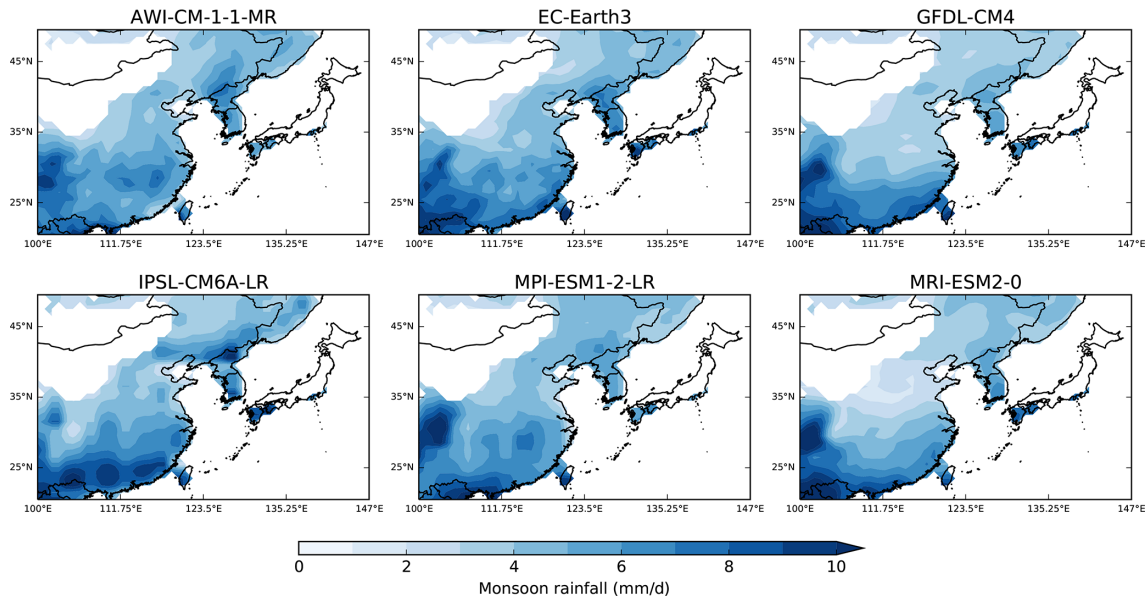 AWI-CM-1-1-MR
EC-Earth3
GFDL-CM4
45°N
35°N
25°N
100°E
111.75°E
123.5°E
135.25°E
147°E
45°N
35°N
25°N
100°E
111.75°E
123.5°E
135.25°E
147°E
45°N
35°N
25°N
100°E
111.75°E
123.5°E
135.25°E
147°E
IPSL-CM6A-LR
MPI-ESM1-2-LR
MRI-ESM2-0
45°N
35°N
25°N
100°E
111.75°E
123.5°E
135.25°E
147°E
45°N
35°N
25°N
100°E
111.75°E
123.5°E
135.25°E
147°E
45°N
35°N
25°N
100°E
111.75°E
123.5°E
135.25°E
147°E
0 2 4 6 8 10
Monsoon rainfall (mm/d)